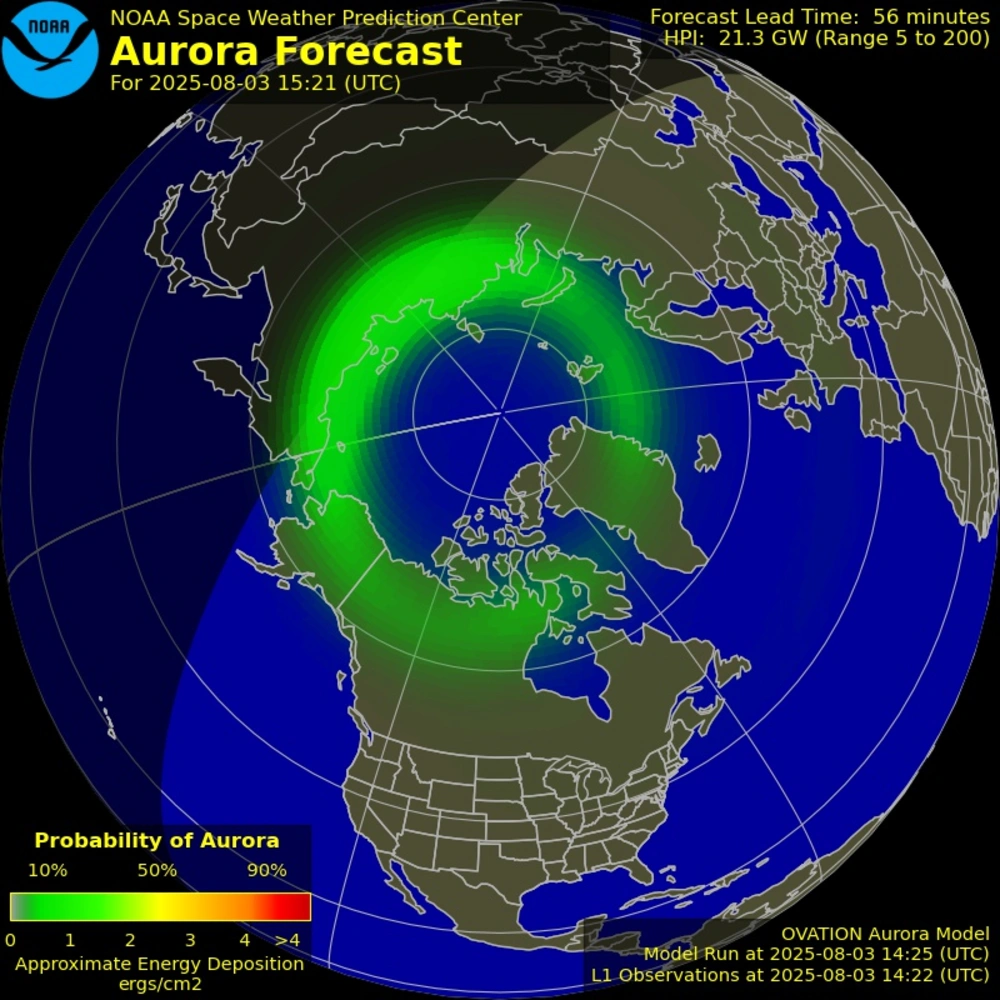 NOAA
NOAA Space Weather Prediction Center
Aurora Forecast
For 2025-08-03 15:21 (UTC)
Forecast Lead Time: 56 minutes
HPI: 21.3 GW (Range 5 to 200)
Probability of Aurora
10% 50% 90%
0 1 2 3 4 >4
Approximate Energy Deposition
ergs/cm2
OVATION Aurora Model
Model Run at 2025-08-03 14:25 (UTC)
L1 Observations at 2025-08-03 14:22 (UTC)